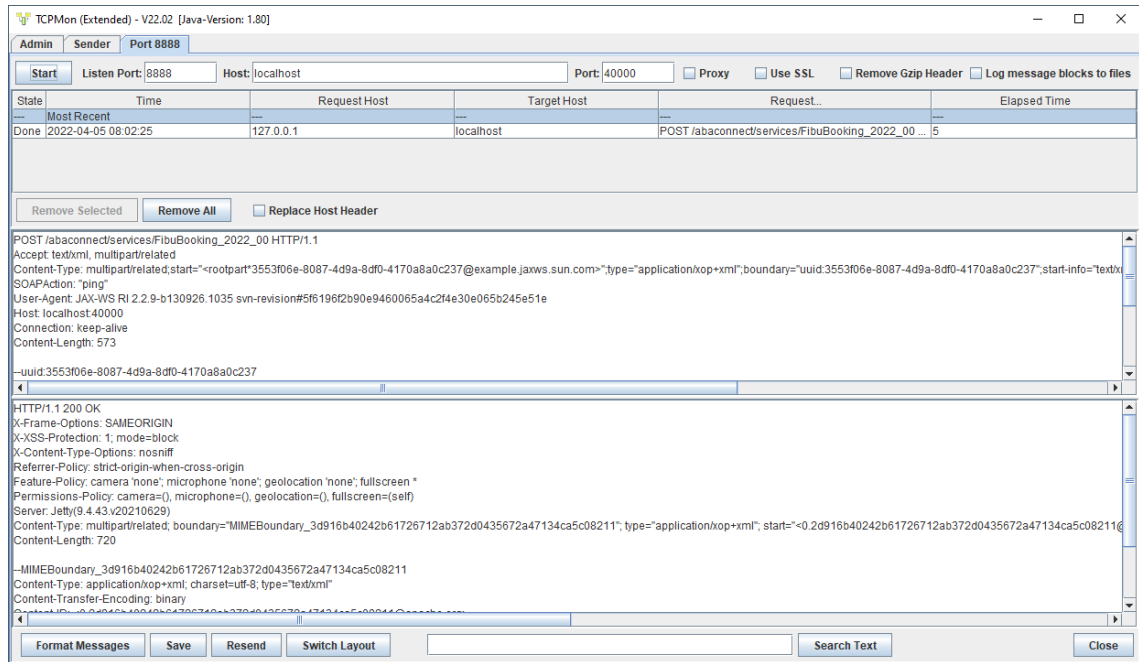 TCPMon (Extended) - V22.02 [Java-Version: 1.80]
Admin Sender Port 8888
Start Listen Port: 8888 Host: localhost Port: 40000 Proxy Use SSL Remove Gzip Header Log message blocks to files
State Time Request Host Target Host Request... Elapsed Time
--- Most Recent --- --- --- ---
Done 2022-04-05 08:02:25 127.0.0.1 localhost POST /abaconnect/services/FibuBooking_2022_00 ... 5
Remove Selected Remove All Replace Host Header
POST /abaconnect/services/FibuBooking_2022_00 HTTP/1.1
Accept: text/xml, multipart/related
Content-Type: multipart/related;start="<rootpart*3553f06e-8087-4d9a-8df0-4170a8a0c237@example.jaxws.sun.com>";type="application/xop+xml";boundary="uuid:3553f06e-8087-4d9a-8df0-4170a8a0c237";start-info="text/x
SOAPAction: "ping"
User-Agent: JAX-WS RI 2.2.9-b130926.1035 svn-revision#5f6196f2b90e9460065a4c2f4e30e065b245e51e
Host: localhost:40000
Connection: keep-alive
Content-Length: 573
--uuid:3553f06e-8087-4d9a-8df0-4170a8a0c237
HTTP/1.1 200 OK
X-Frame-Options: SAMEORIGIN
X-XSS-Protection: 1; mode=block
X-Content-Type-Options: nosniff
Referrer-Policy: strict-origin-when-cross-origin
Feature-Policy: camera 'none'; microphone 'none'; geolocation 'none'; fullscreen *
Permissions-Policy: camera=(), microphone=(), geolocation=(), fullscreen=(self)
Server: Jetty(9.4.43.v20210629)
Content-Type: multipart/related; boundary="MIMEBoundary_3d916b40242b61726712ab372d0435672a47134ca5c08211"; type="application/xop+xml"; start="<0.2d916b40242b61726712ab372d0435672a47134ca5c08211@
Content-Length: 720
--MIMEBoundary_3d916b40242b61726712ab372d0435672a47134ca5c08211
Content-Type: application/xop+xml; charset=utf-8; type="text/xml"
Content-Transfer-Encoding: binary
Format Messages Save Resend Switch Layout Search Text Close